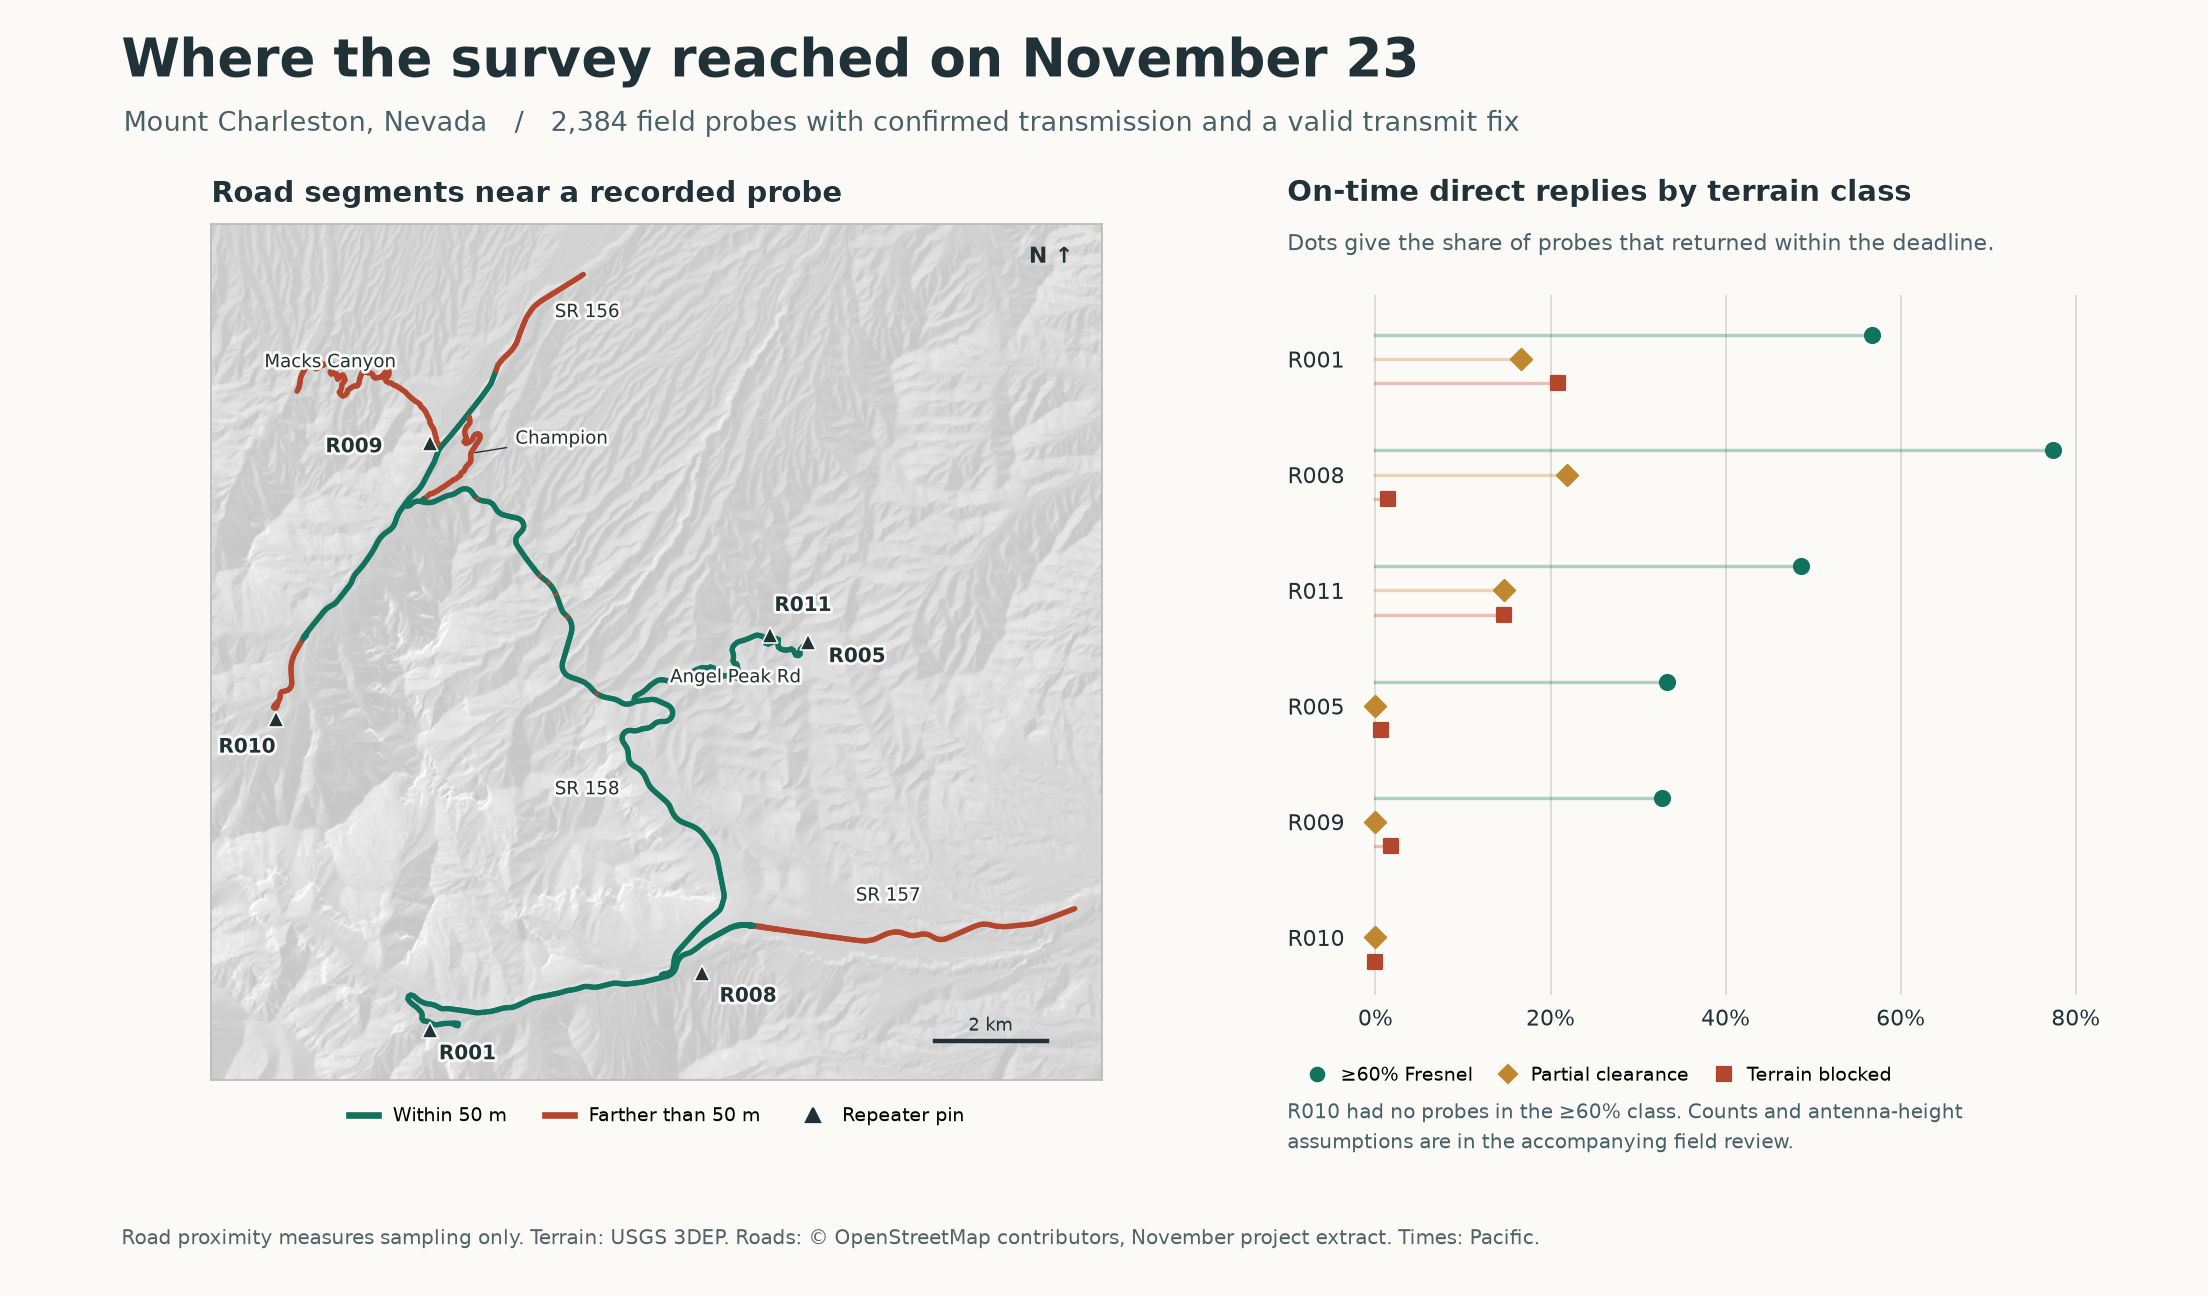 Where the survey reached on November 23
Mount Charleston, Nevada / 2,384 field probes with confirmed transmission and a valid transmit fix
Road segments near a recorded probe
N ↑
SR 156
Macks Canyon
R009
Champion
R011
R005
Angel Peak Rd
R010
SR 158
SR 157
R008
2 km
R001
Within 50 m
Farther than 50 m
Repeater pin
On-time direct replies by terrain class
Dots give the share of probes that returned within the deadline.
R001
R008
R011
R005
R009
R010
0% 20% 40% 60% 80%
≥60% Fresnel
Partial clearance
Terrain blocked
R010 had no probes in the ≥60% class. Counts and antenna-height
assumptions are in the accompanying field review.
Road proximity measures sampling only. Terrain: USGS 3DEP. Roads: © OpenStreetMap contributors, November project extract. Times: Pacific.